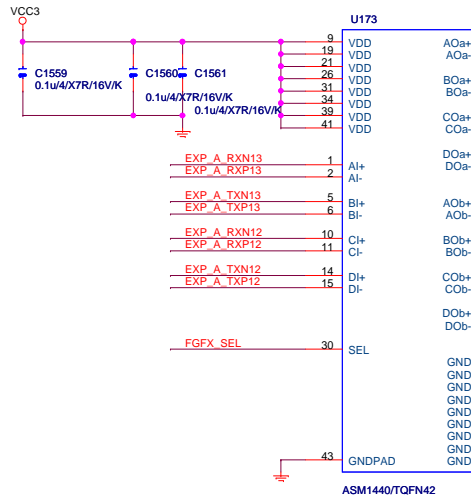 VCC3
U173
9 VDD AOa+
19 VDD AOa-
21 VDD
26 VDD BOa+
31 VDD BOa-
34 VDD
39 VDD COa+
41 VDD COa-
C1559
0.1u/4/X7R/16V/K
C1560
0.1u/4/X7R/16V/K
C1561
0.1u/4/X7R/16V/K
DOa+
EXP_A_RXN13 1 AI+ DOa-
EXP_A_RXP13 2 AI-
EXP_A_TXN13 5 BI+ AOb+
EXP_A_TXP13 6 BI- AOb-
EXP_A_RXN12 10 CI+ BOb+
EXP_A_RXP12 11 CI- BOb-
EXP_A_TXN12 14 DI+ COb+
EXP_A_TXP12 15 DI- COb-
DOb+
DOb-
FGFX_SEL 30 SEL
GND
GND
GND
GND
GND
GND
GND
GND
43 GNDPAD GND
ASM1440/TQFN42